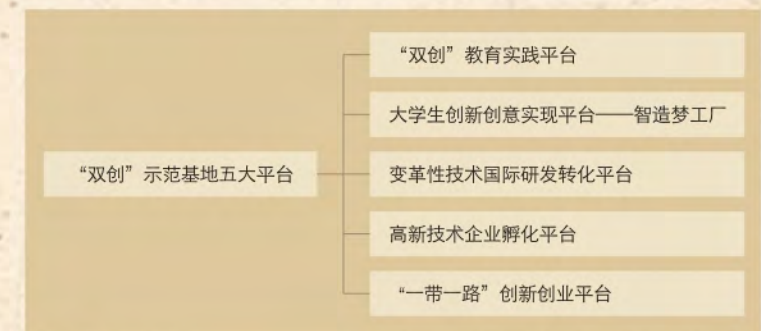 “双创”示范基地五大平台
“双创”教育实践平台
大学生创新创意实现平台——智造梦工厂
变革性技术国际研发转化平台
高新技术企业孵化平台
“一带一路”创新创业平台